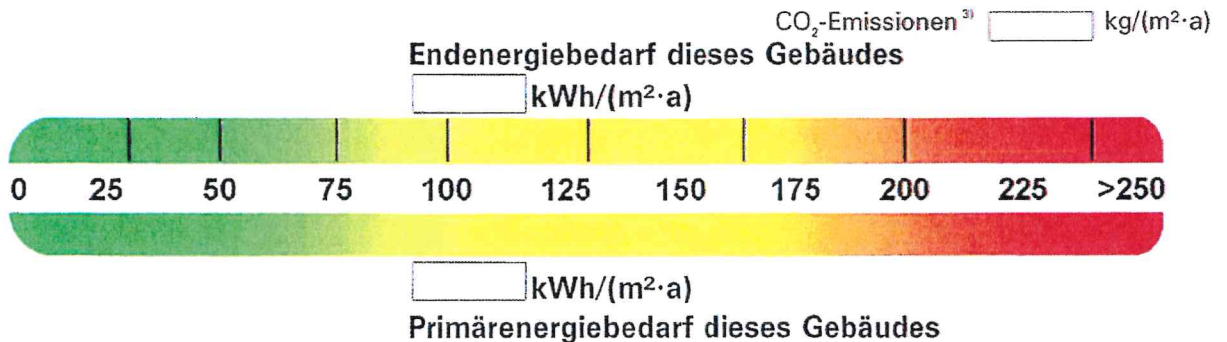 CO₂-Emissionen ³⁾ kg/(m²·a)
Endenergiebedarf dieses Gebäudes
kWh/(m²·a)
0 25 50 75 100 125 150 175 200 225 >250
kWh/(m²·a)
Primärenergiebedarf dieses Gebäudes